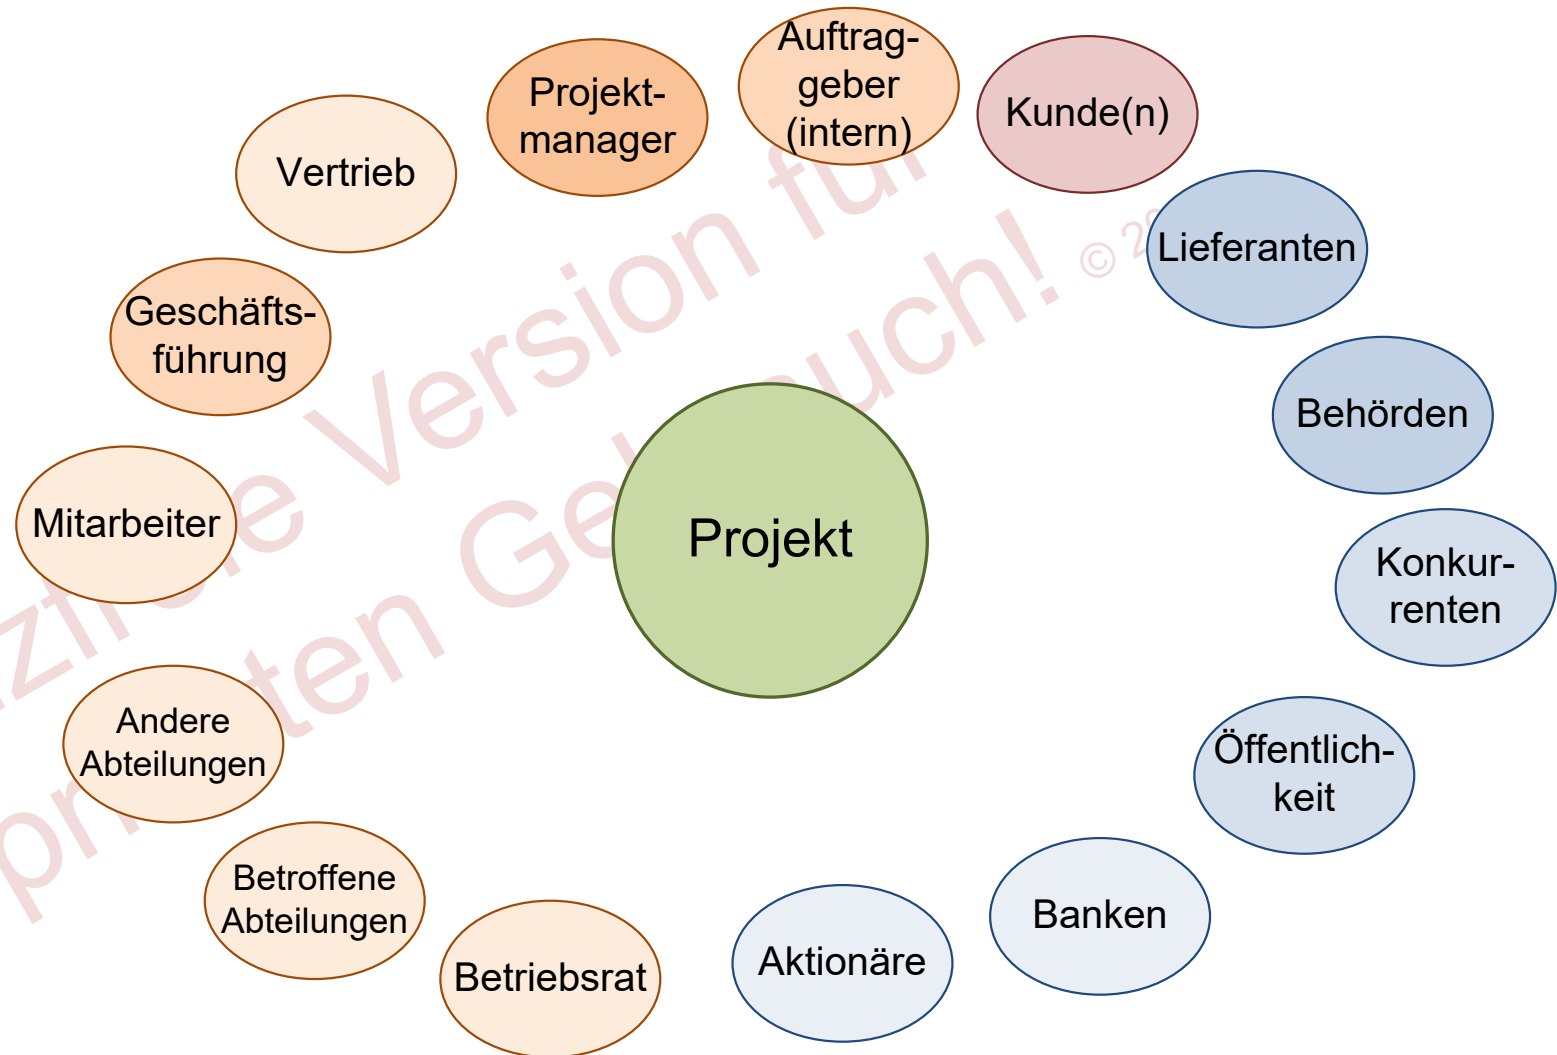 Auftrag-
geber
(intern)
Projekt-
manager
Kunde(n)
Vertrieb
Lieferanten
Geschäfts-
führung
Behörden
Mitarbeiter
Projekt
Konkur-
renten
Andere
Abteilungen
Öffentlich-
keit
Betroffene
Abteilungen
Banken
Aktionäre
Betriebsrat
Version
©